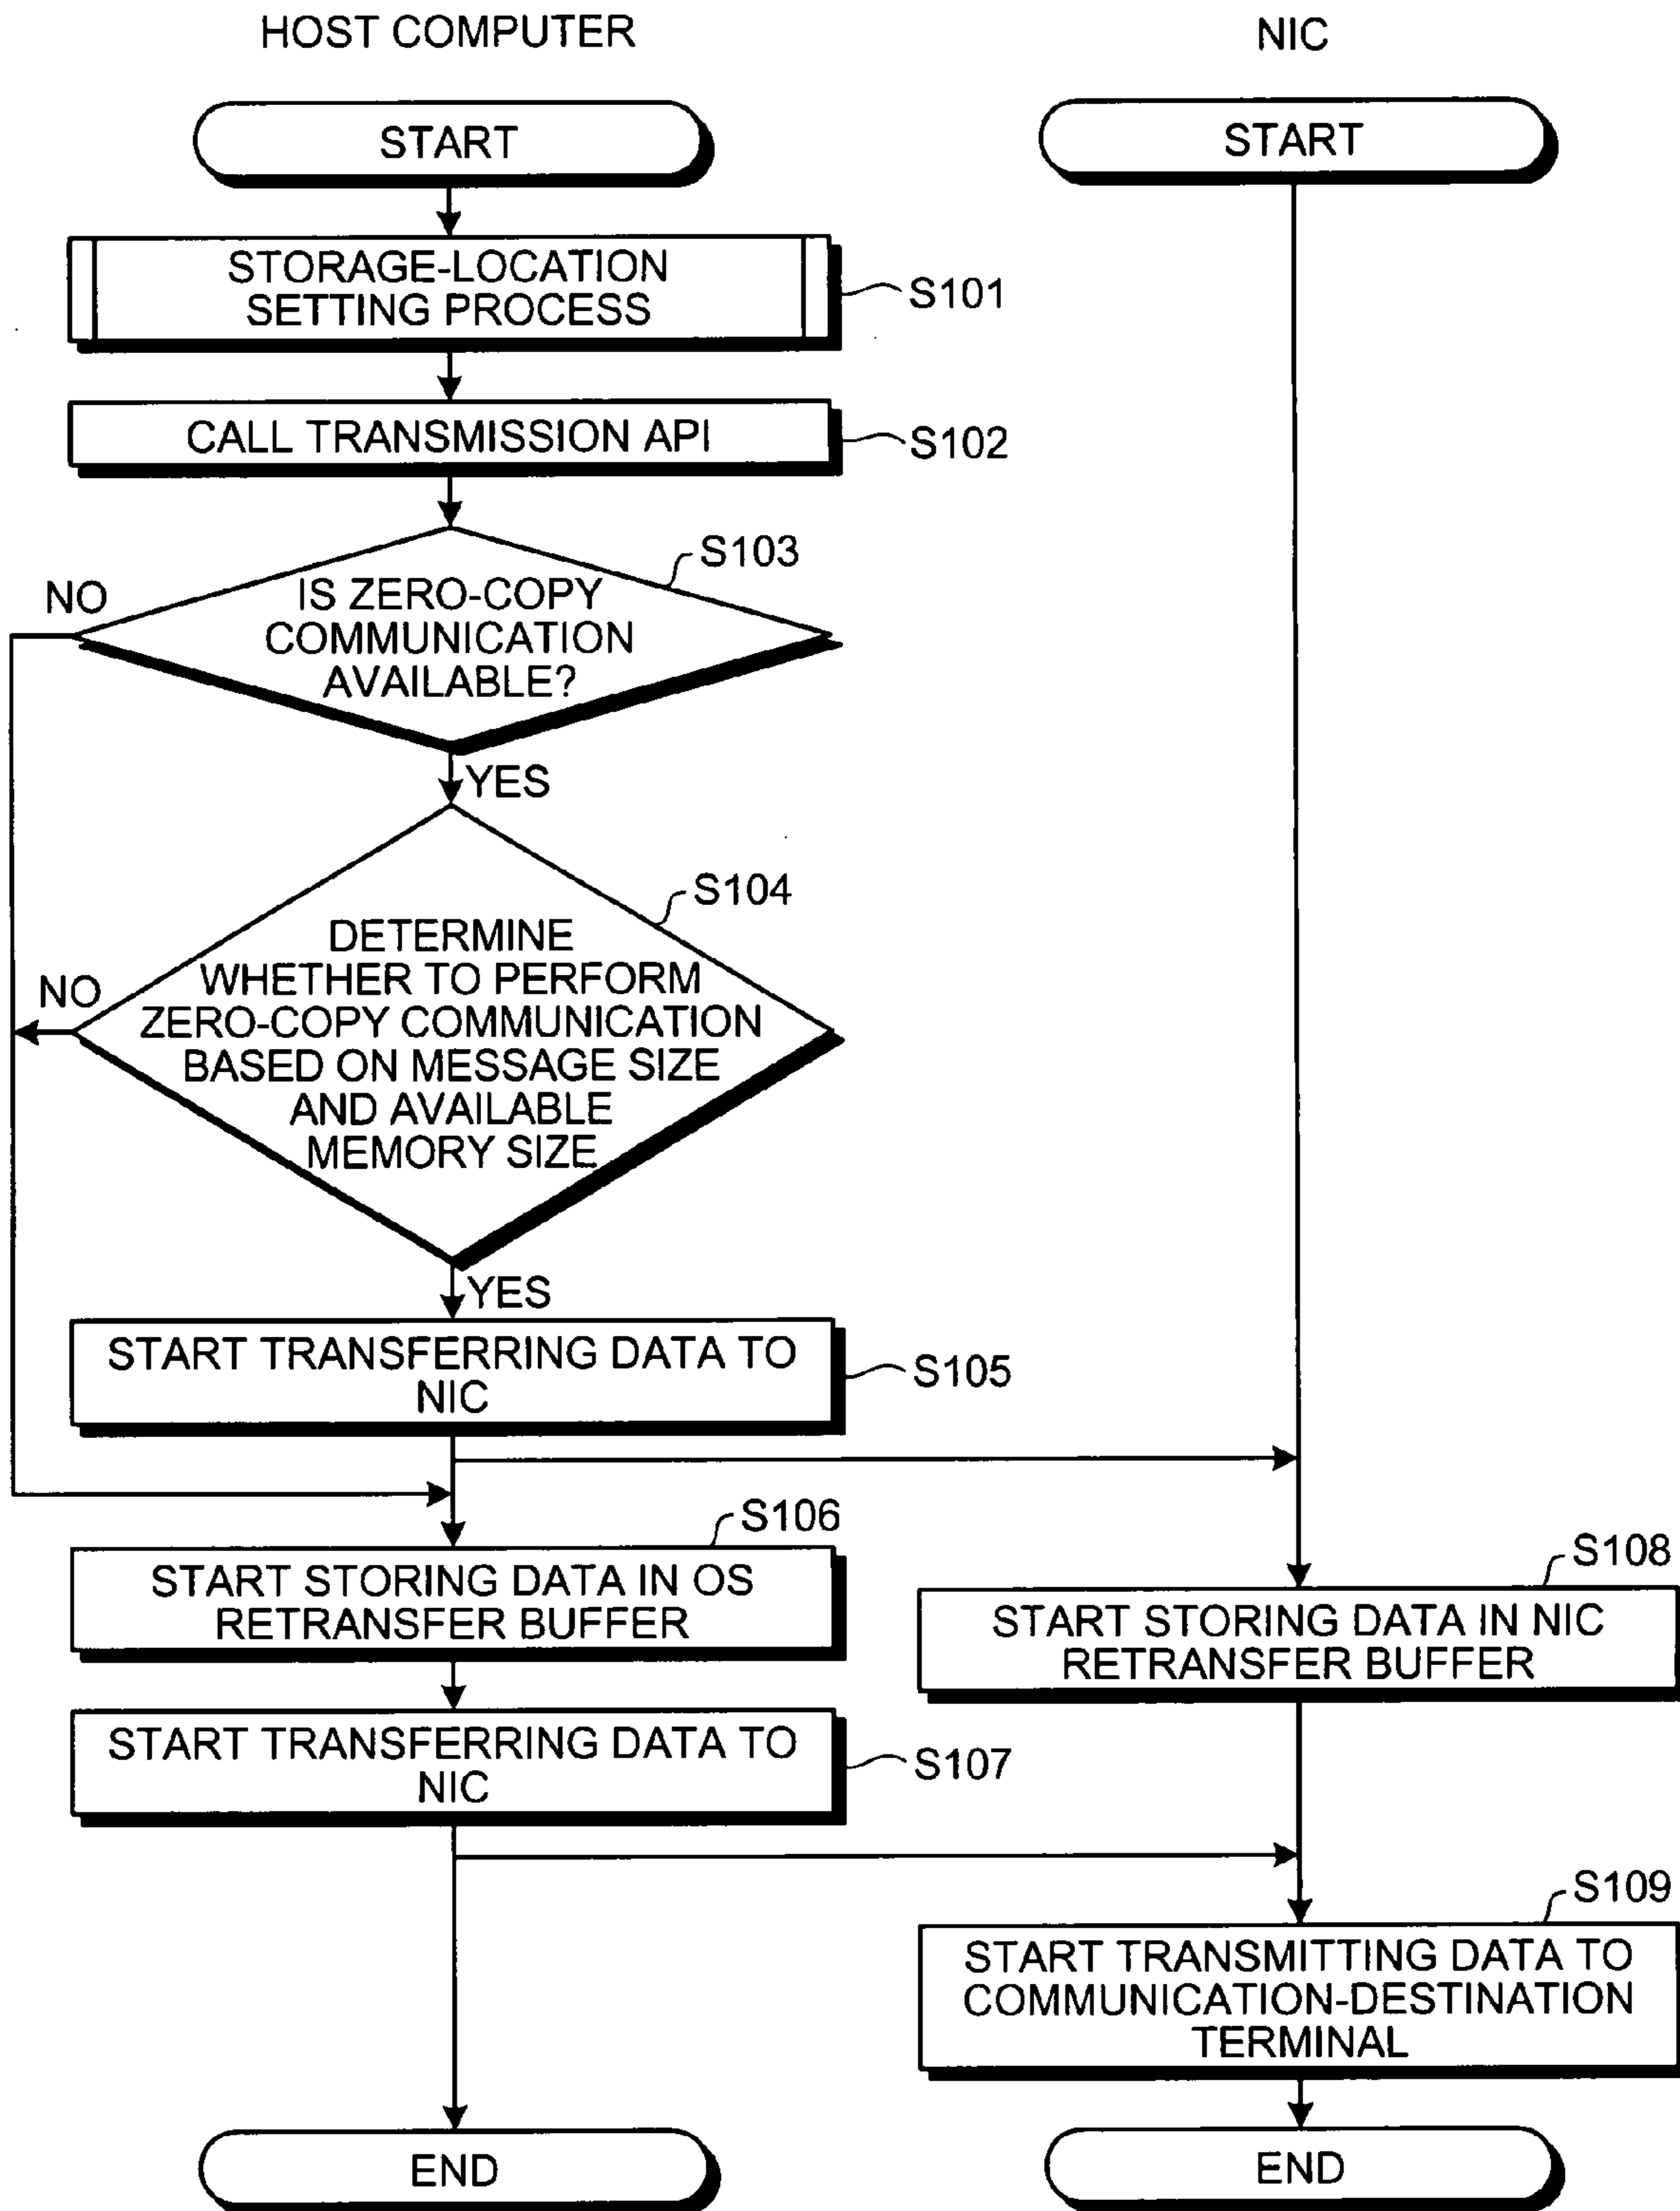 HOST COMPUTER
NIC
START
START
STORAGE-LOCATION
SETTING PROCESS
S101
CALL TRANSMISSION API
S102
S103
NO
IS ZERO-COPY
COMMUNICATION
AVAILABLE?
YES
S104
DETERMINE
WHETHER TO PERFORM
NO
ZERO-COPY COMMUNICATION
BASED ON MESSAGE SIZE
AND AVAILABLE
MEMORY SIZE
YES
START TRANSFERRING DATA TO
NIC
S105
S106
START STORING DATA IN OS
RETRANSFER BUFFER
S108
START STORING DATA IN NIC
RETRANSFER BUFFER
START TRANSFERRING DATA TO
NIC
S107
S109
START TRANSMITTING DATA TO
COMMUNICATION-DESTINATION
TERMINAL
END
END